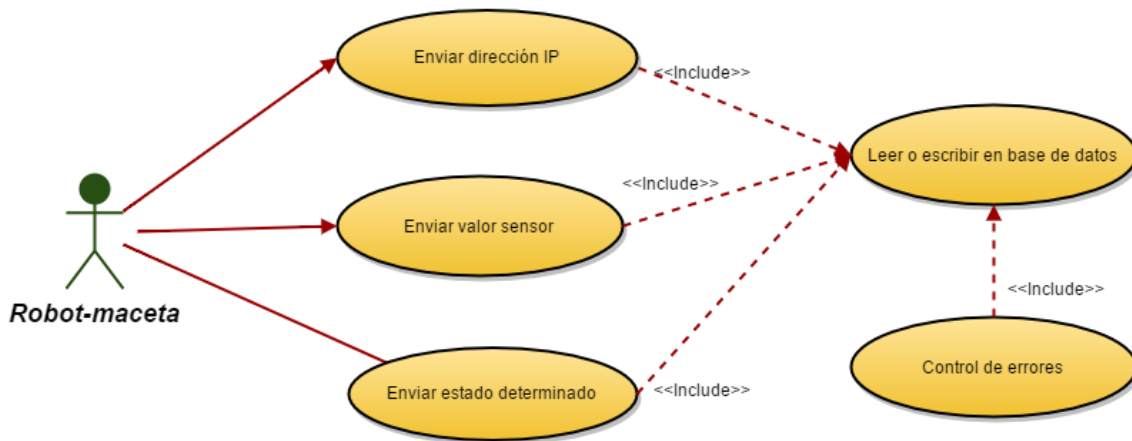 Enviar dirección IP
<<Include>>
Leer o escribir en base de datos
<<Include>>
Enviar valor sensor
Robot-maceta
<<Include>>
Control de errores
Enviar estado determinado
<<Include>>